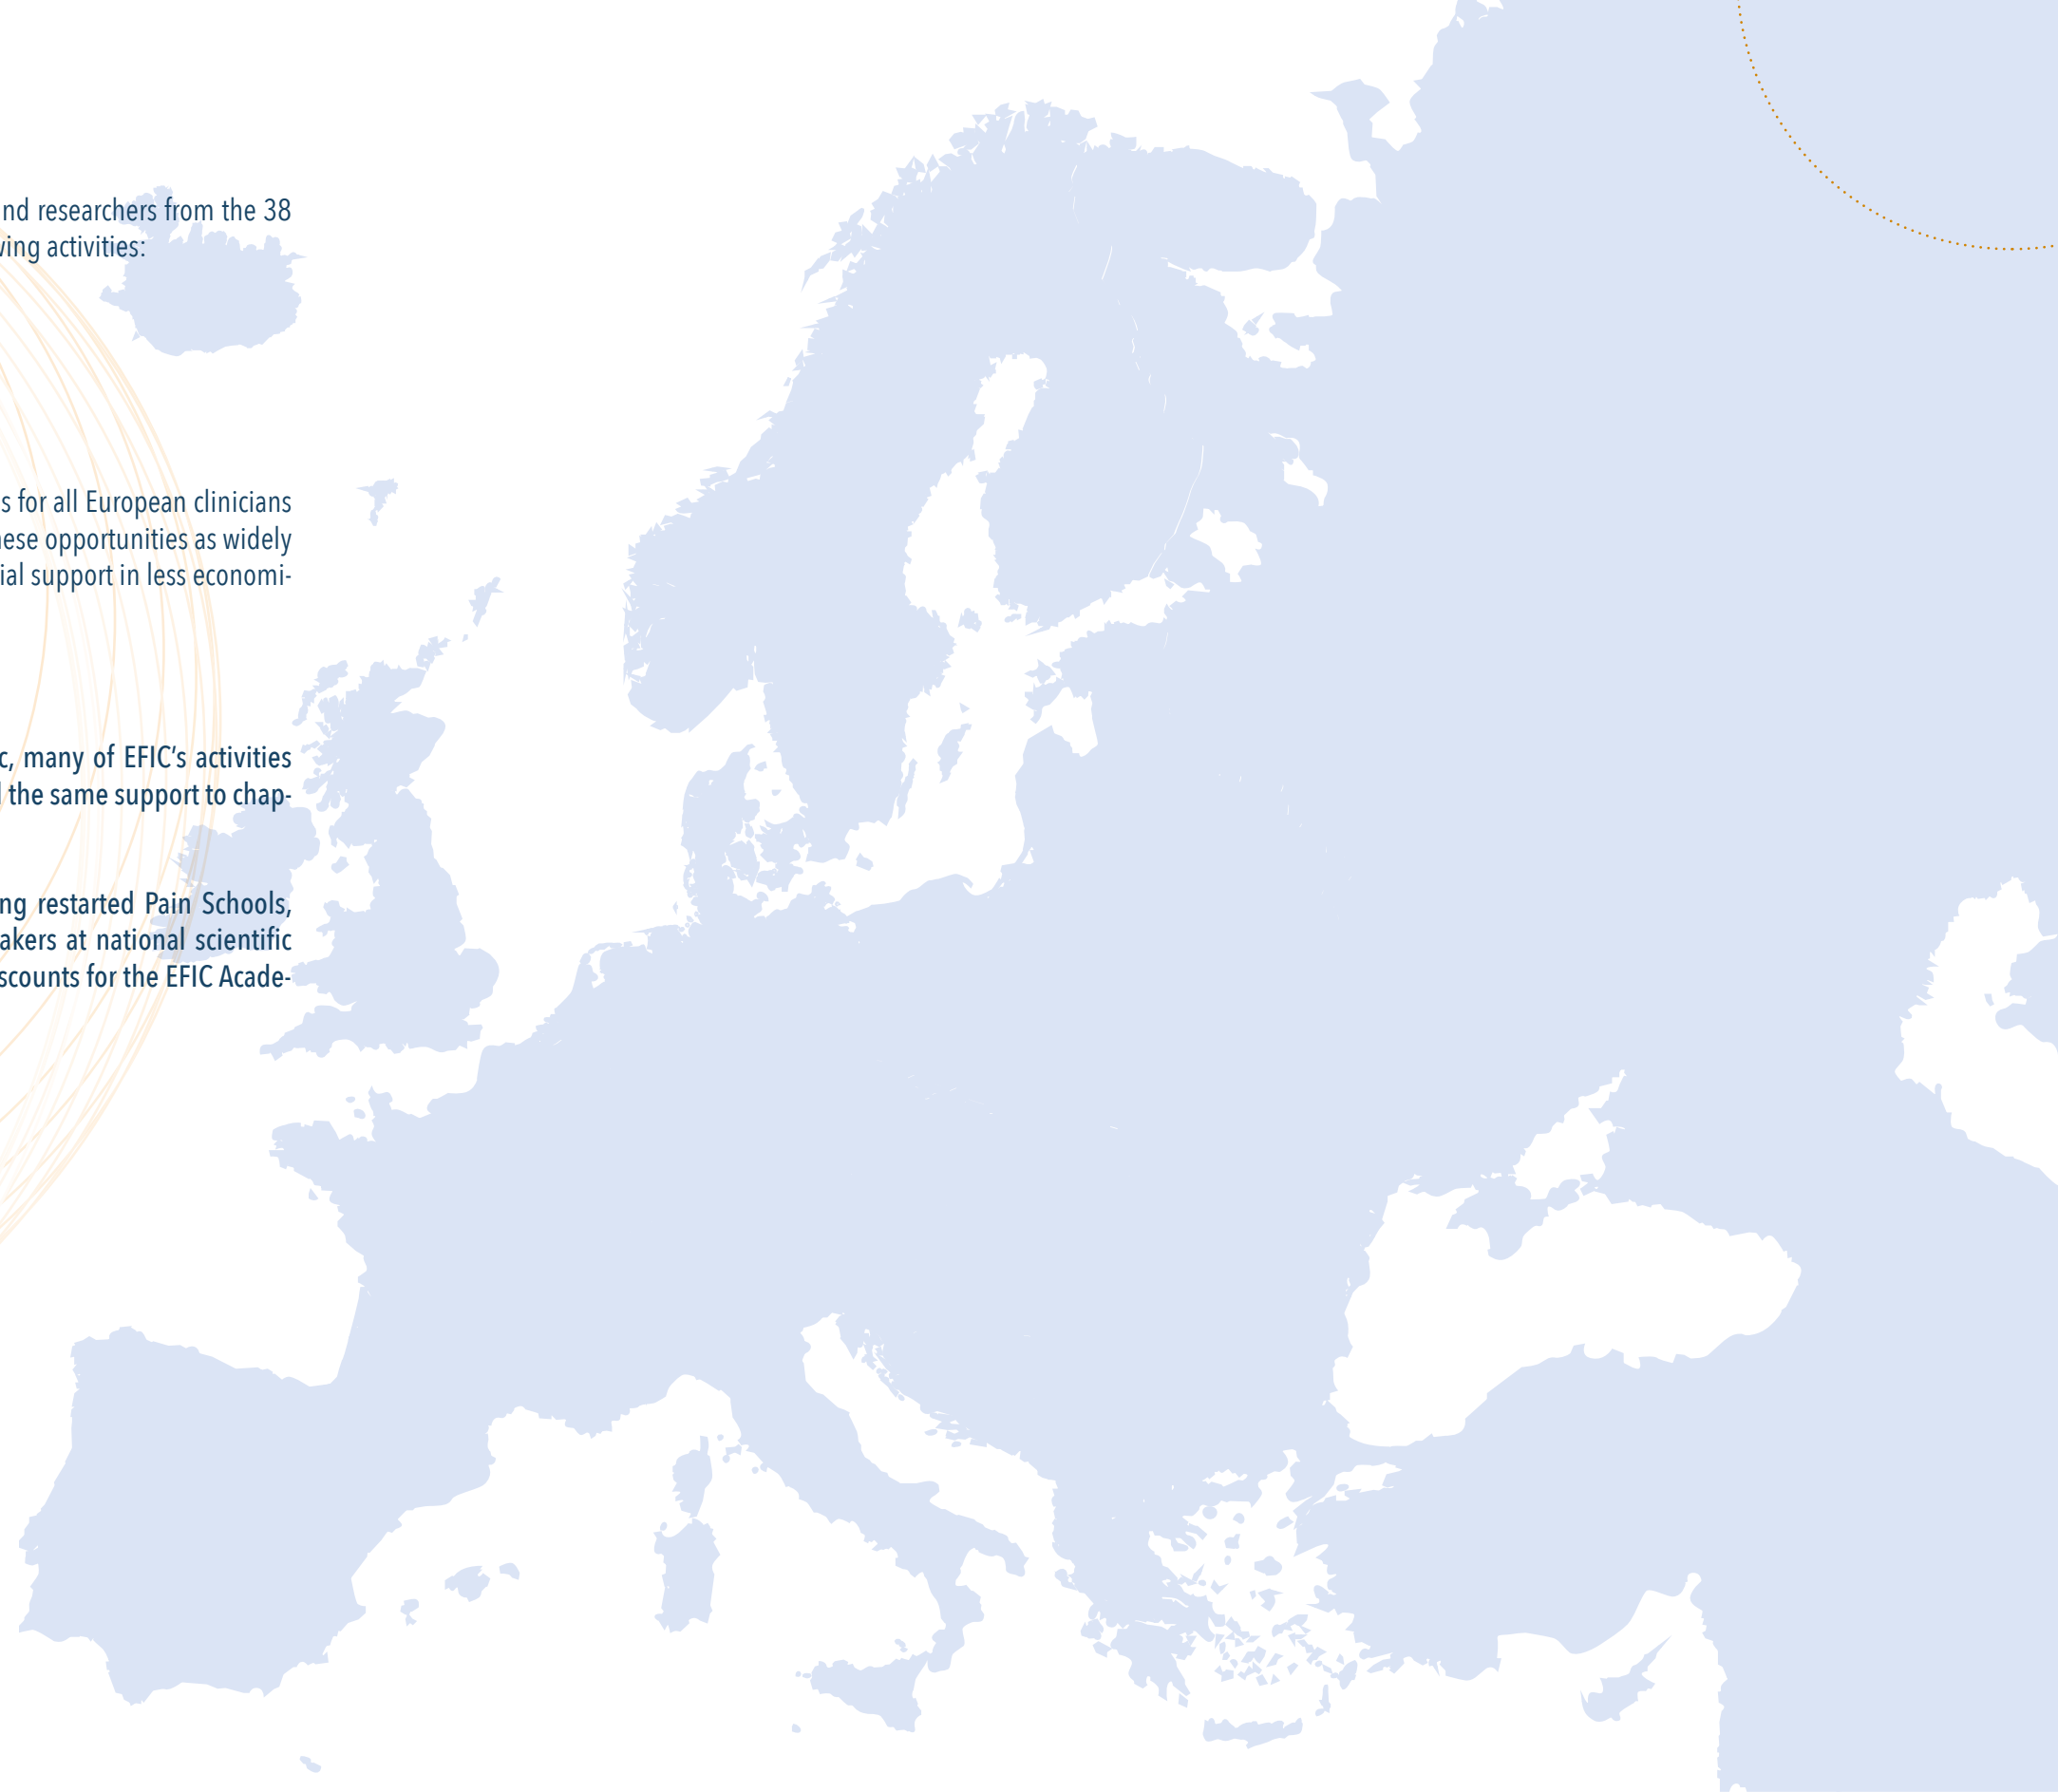 nd researchers from the 38
wing activities:
s for all European clinicians
hese opportunities as widely
ial support in less economi-
c, many of EFIC's activities
the same support to chap-
ng restarted Pain Schools,
akers at national scientific
scounts for the EFIC Acade-